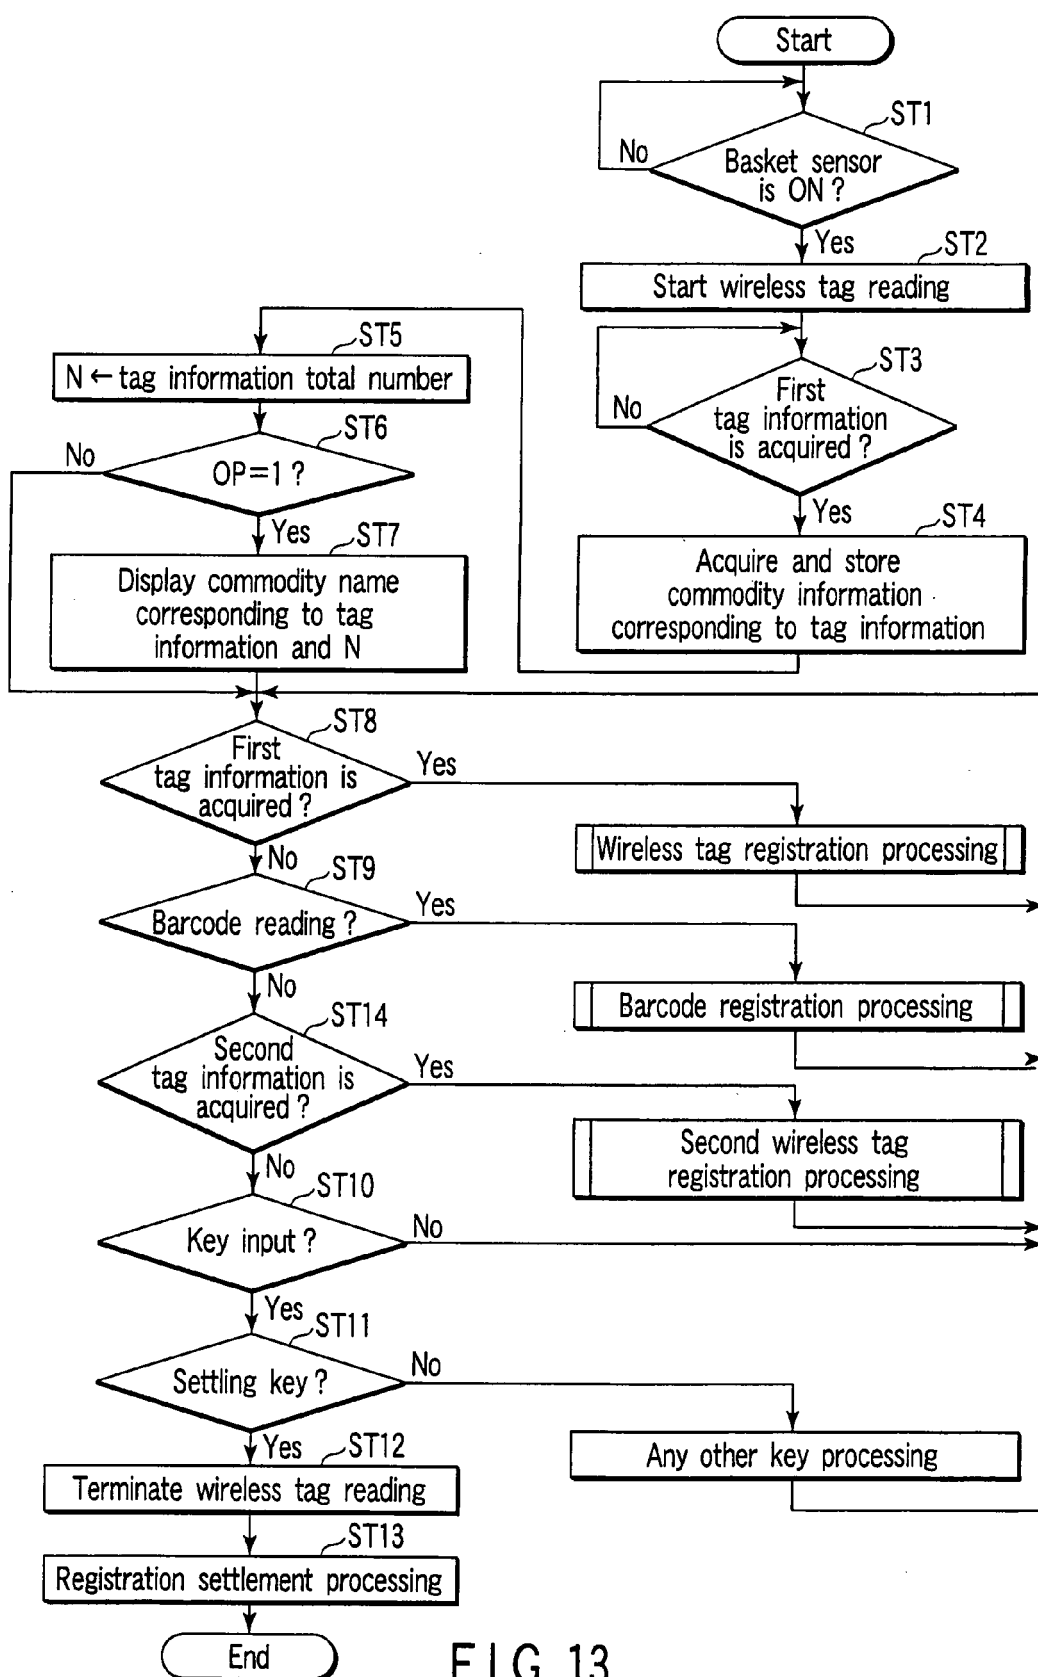 Start
ST1
Basket sensor
is ON ?
No
Yes
ST2
Start wireless tag reading
ST3
First
tag information
is acquired ?
No
Yes
ST4
Acquire and store
commodity information
corresponding to tag information
ST5
N ← tag information total number
ST6
OP=1 ?
No
Yes
ST7
Display commodity name
corresponding to tag
information and N
ST8
First
tag information is
acquired ?
Yes
Wireless tag registration processing
No
ST9
Barcode reading ?
Yes
Barcode registration processing
No
ST14
Second
tag information is
acquired ?
Yes
Second wireless tag
registration processing
No
ST10
Key input ?
No
Yes
ST11
Settling key ?
No
Any other key processing
Yes
ST12
Terminate wireless tag reading
ST13
Registration settlement processing
End
FIG. 13